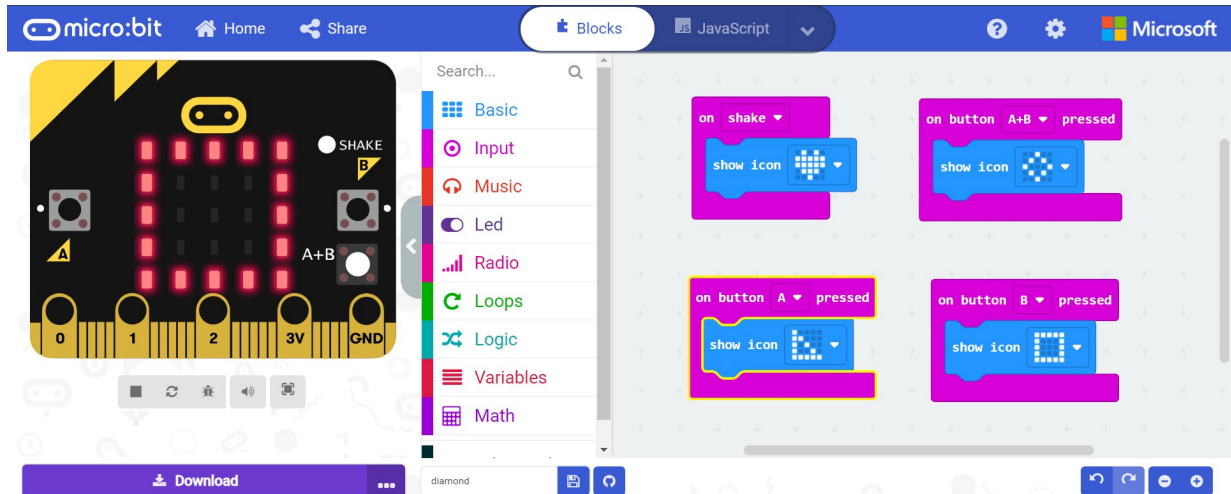 micro:bit Home Share Blocks JS JavaScript ? Microsoft
SHAKE
B
A
A+B
0 1 2 3V GND
Download ...
Search...
Basic
Input
Music
Led
Radio
Loops
Logic
Variables
Math
diamond
on shake
show icon
on button A+B pressed
show icon
on button A pressed
show icon
on button B pressed
show icon